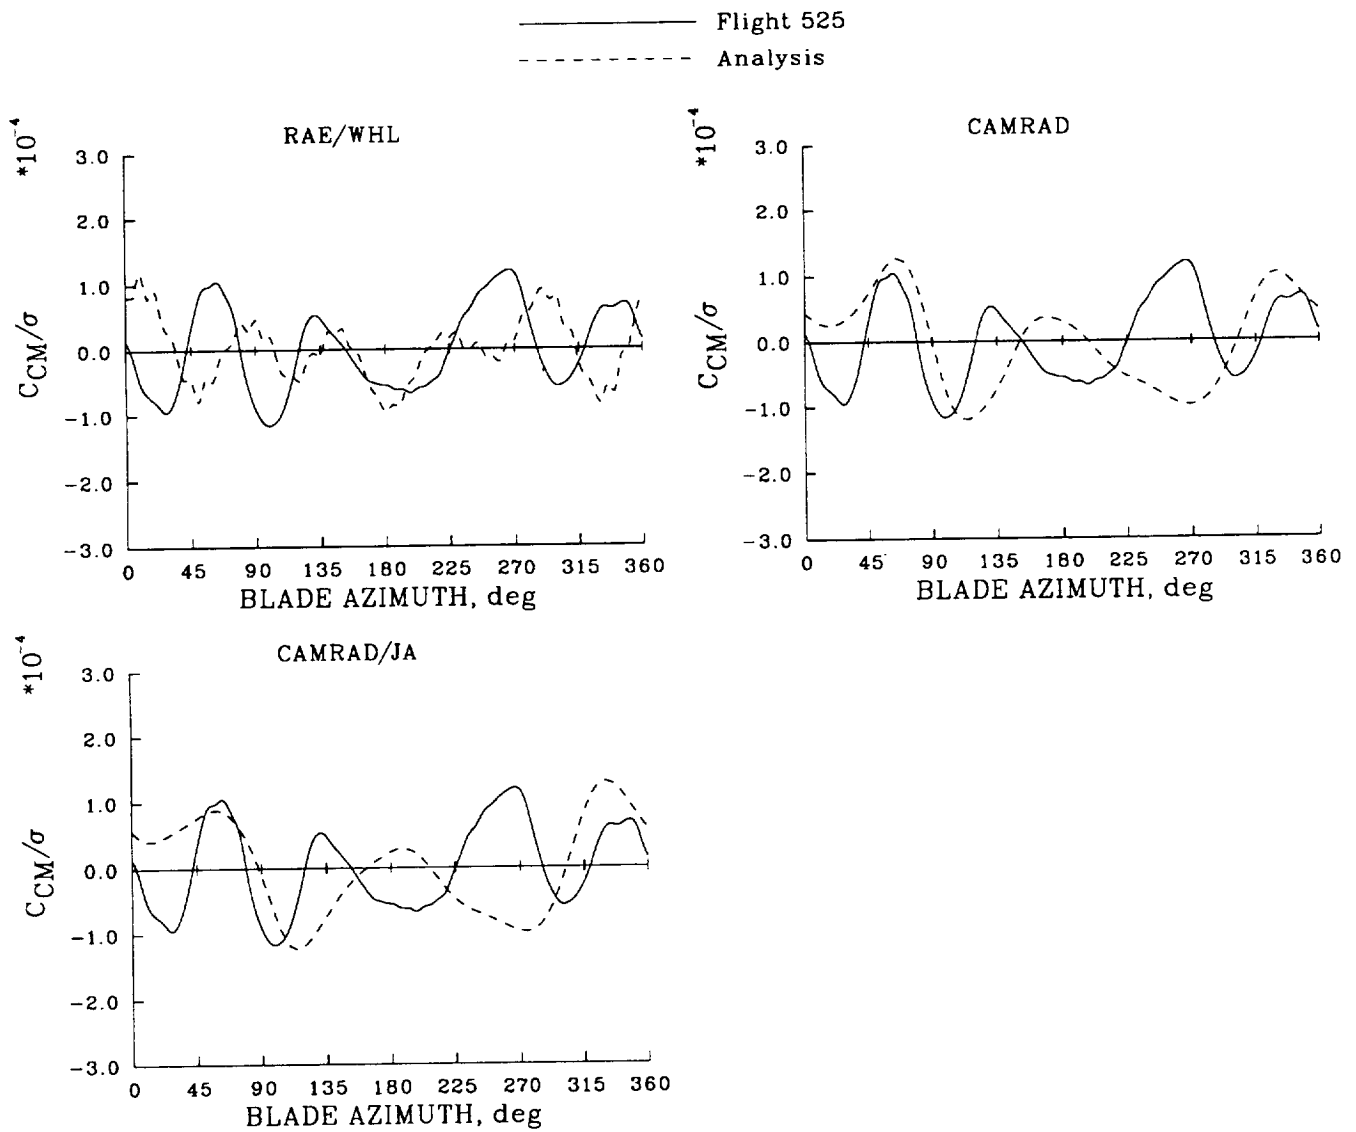 Flight 525
Analysis
RAE/WHL
*10⁻⁴
3.0
2.0
1.0
0.0
−1.0
−2.0
−3.0
C_CM/σ
0 45 90 135 180 225 270 315 360
BLADE AZIMUTH, deg
CAMRAD
*10⁻⁴
3.0
2.0
1.0
0.0
−1.0
−2.0
−3.0
C_CM/σ
0 45 90 135 180 225 270 315 360
BLADE AZIMUTH, deg
CAMRAD/JA
*10⁻⁴
3.0
2.0
1.0
0.0
−1.0
−2.0
−3.0
C_CM/σ
0 45 90 135 180 225 270 315 360
BLADE AZIMUTH, deg